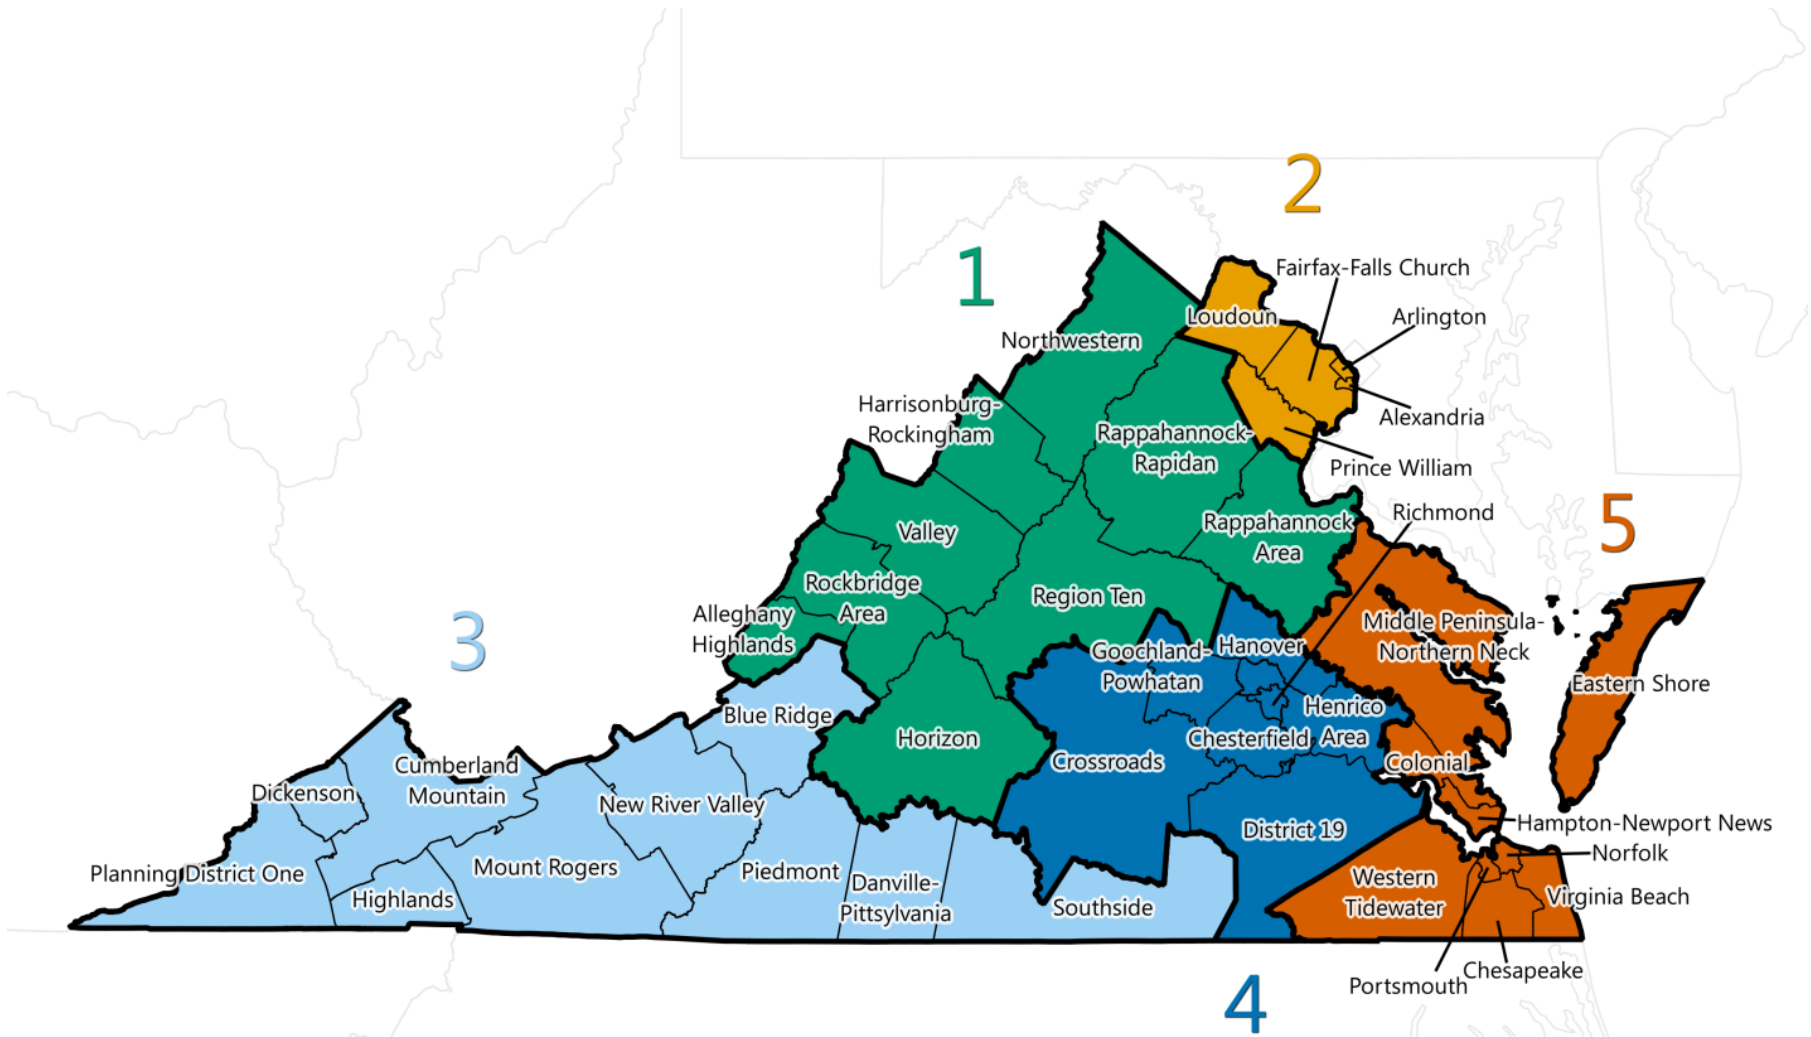 2
1
Fairfax-Falls Church
Loudoun
Arlington
Northwestern
Harrisonburg-
Rockingham
Alexandria
Rappahannock-
Rapidan
Prince William
5
Richmond
Valley
Rappahannock
Area
Rockbridge
Area
Region Ten
3
Alleghany
Highlands
Middle Peninsula-
Northern Neck
Goochland-
Powhatan
Hanover
Eastern Shore
Blue Ridge
Henrico
Area
Horizon
Chesterfield
Crossroads
Colonial
Cumberland
Mountain
Dickenson
New River Valley
District 19
Hampton-Newport News
Norfolk
Planning District One
Mount Rogers
Piedmont
Danville-
Pittsylvania
Highlands
Southside
Western
Tidewater
Virginia Beach
Chesapeake
Portsmouth
4